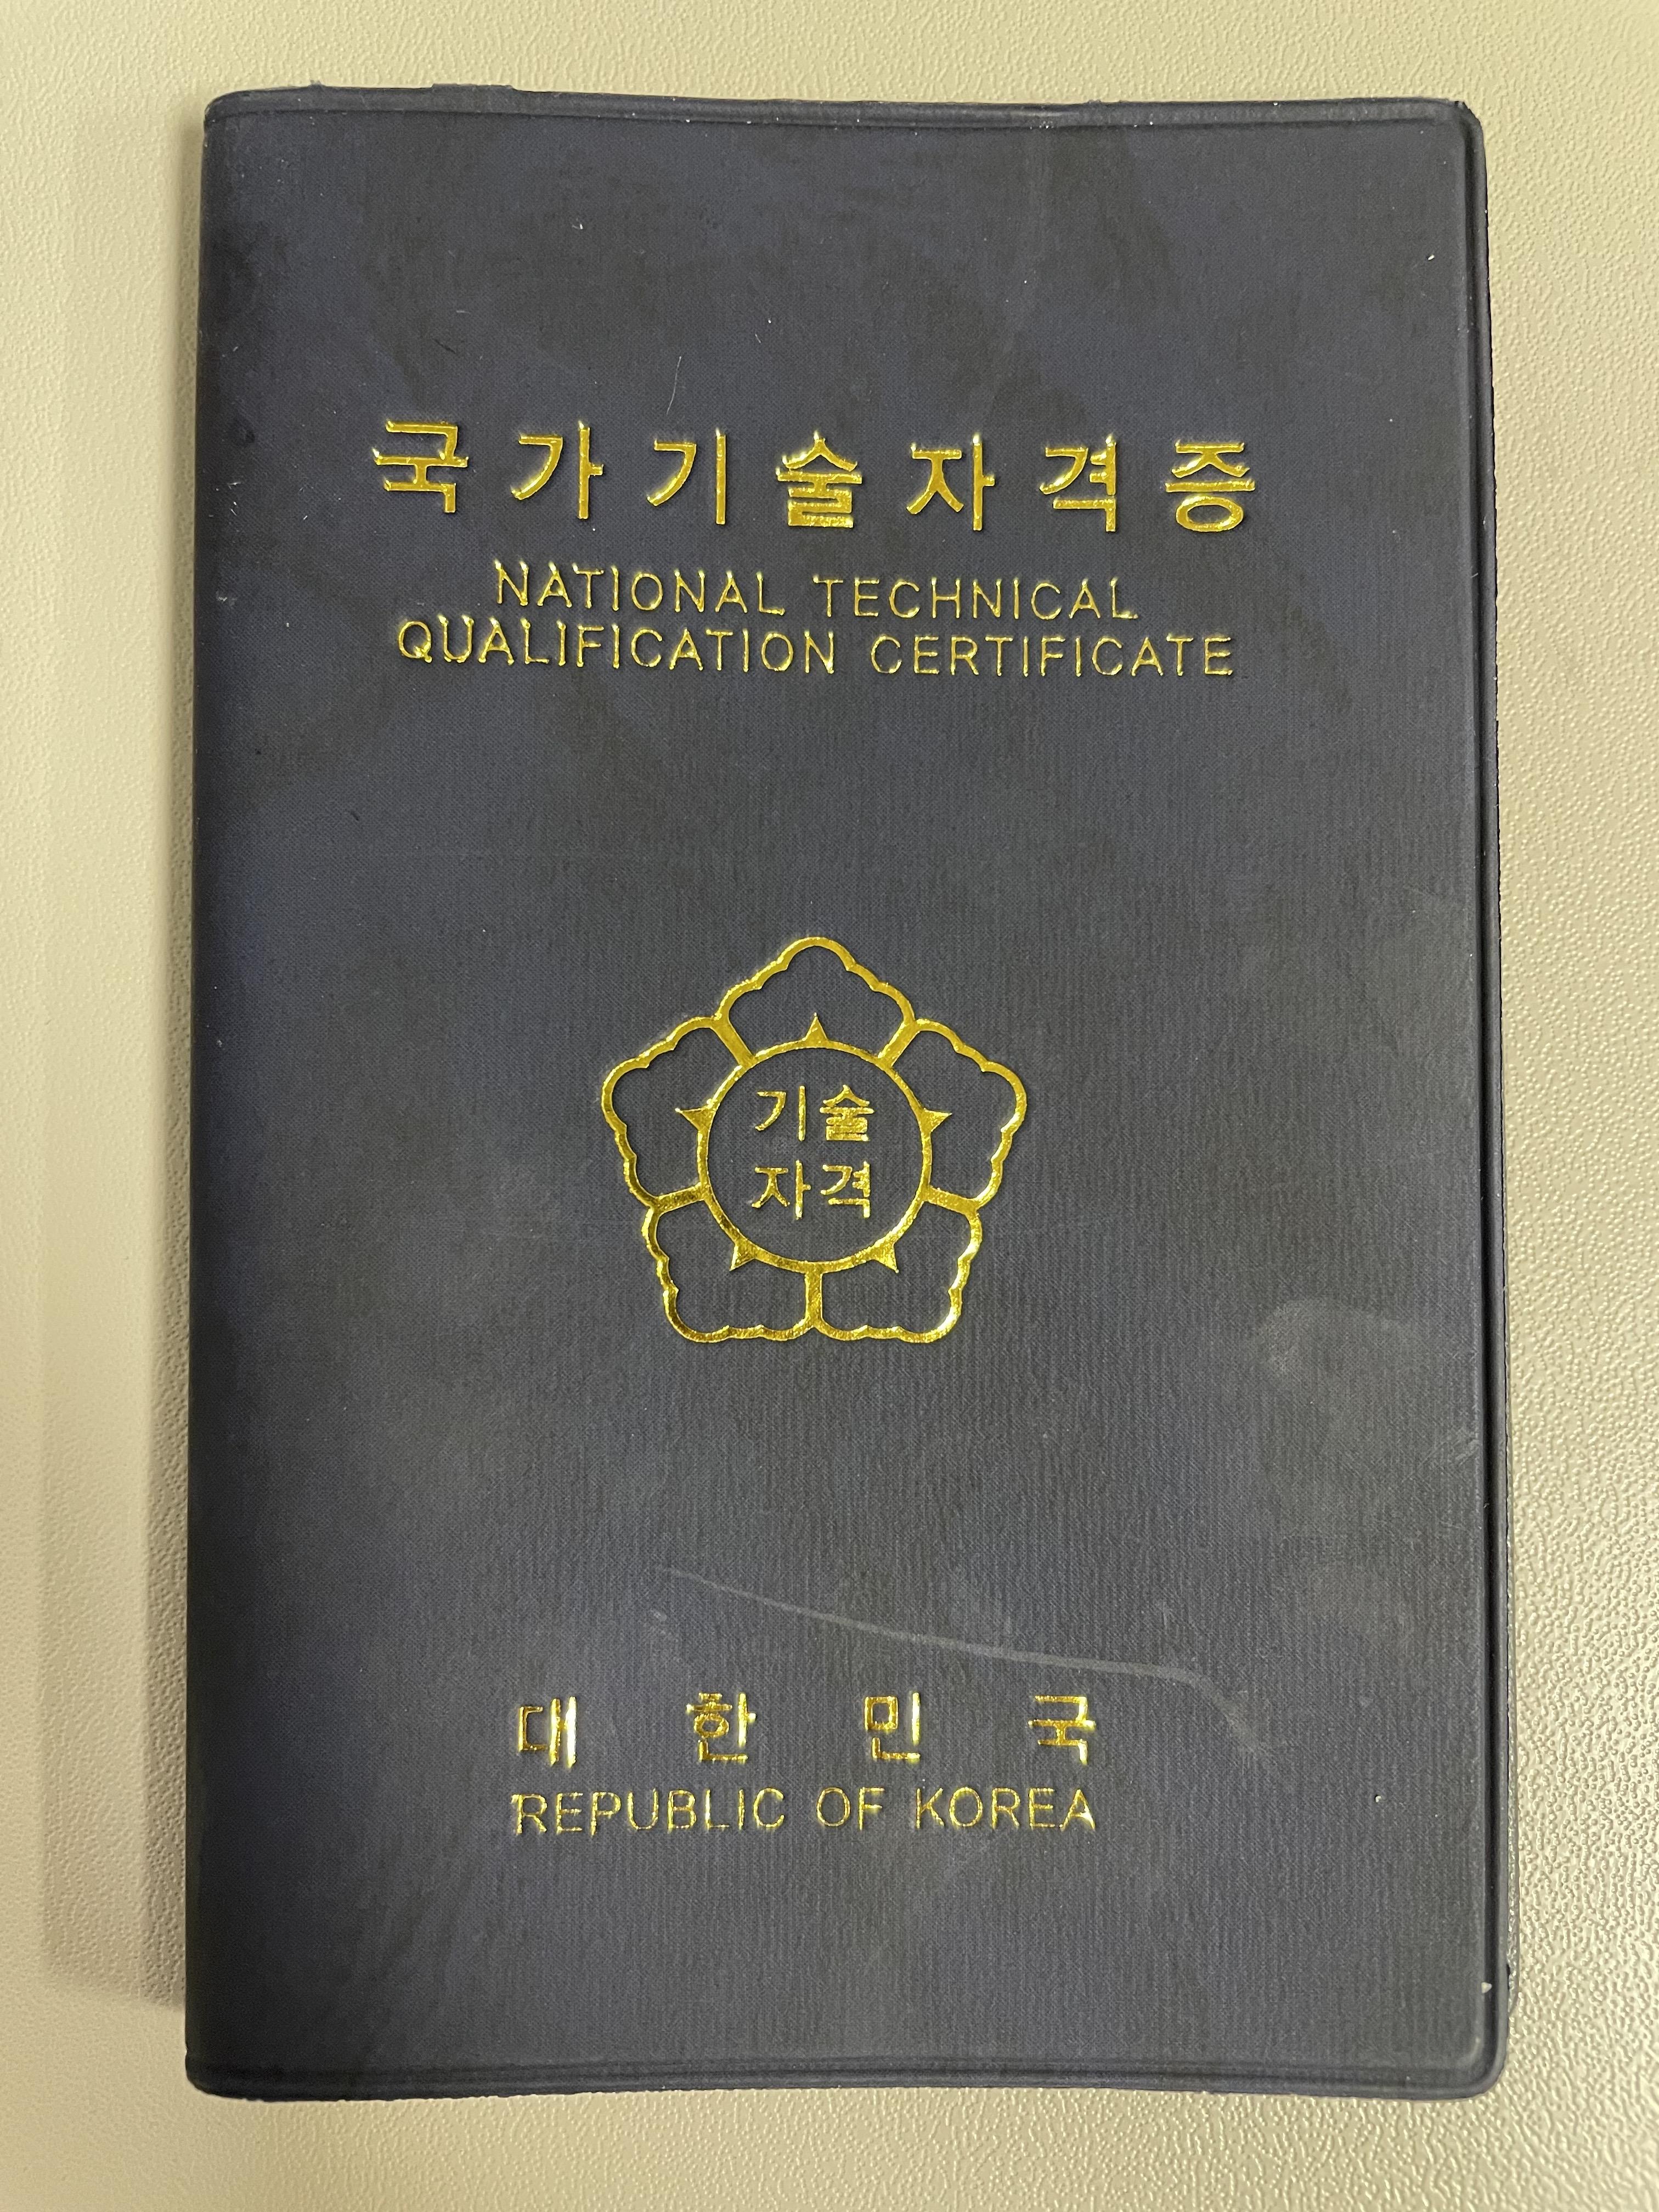 국가기술자격증
NATIONAL TECHNICAL
QUALIFICATION CERTIFICATE
기술
자격
대한민국
REPUBLIC OF KOREA